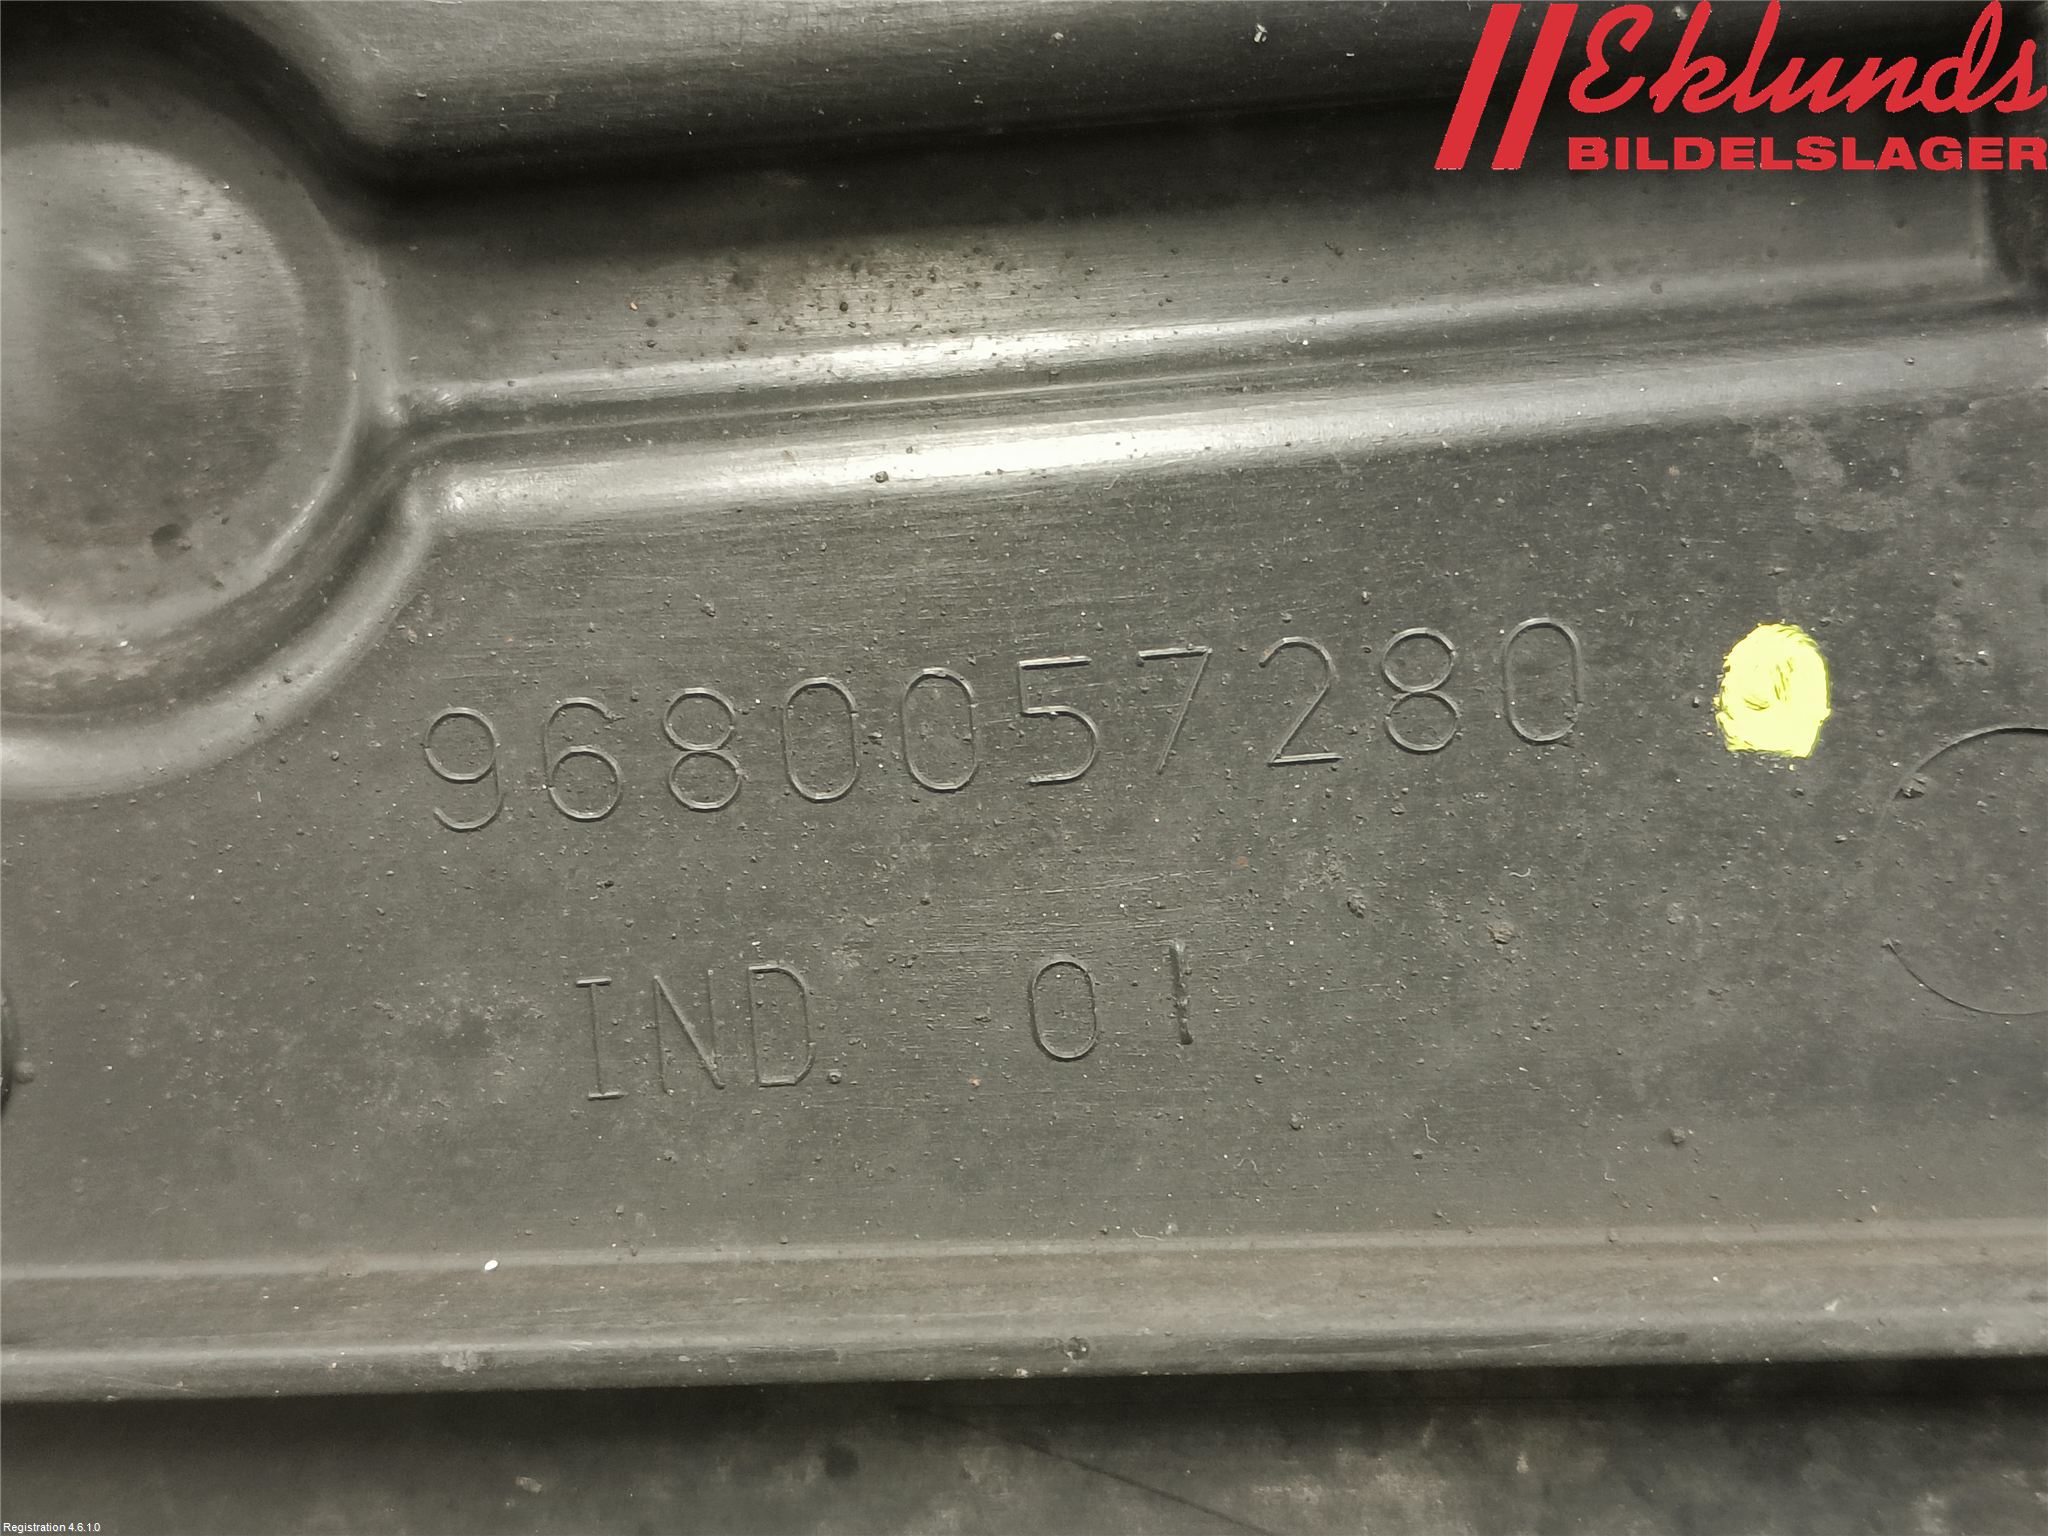 Eklunds
BILDELSLAGER
9680057280
IND. 01
Registration 4.6.1.0